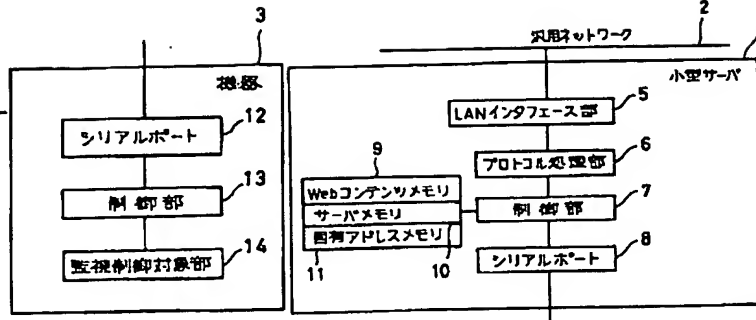 3
機器
シリアルポート
12
制御部
13
監視制御対象部
14
2
汎用ネットワーク
小型サーバ
LANインタフェース部
5
プロトコル処理部
6
9
Webコンテンツメモリ
サーバメモリ
固有アドレスメモリ
10
11
制御部
7
シリアルポート
8